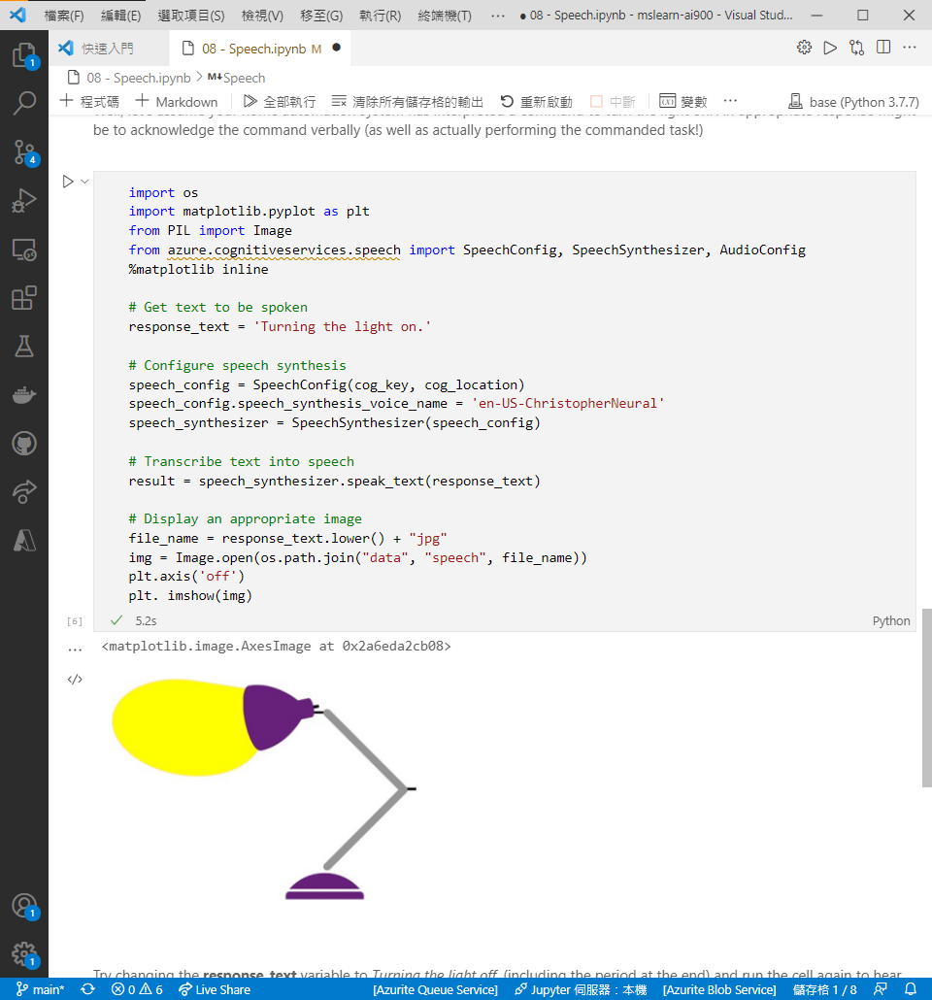 檔案(F) 編輯(E) 選取項目(S) 檢視(V) 移至(G) 執行(R) 終端機(T) ··· ● 08 - Speech.ipynb - mslearn-ai900 - Visual Stud...
快速入門 08 - Speech.ipynb M ●
08 - Speech.ipynb > M↓Speech
+ 程式碼 + Markdown 全部執行 清除所有儲存格的輸出 重新啟動 中斷 變數 ··· base (Python 3.7.7)
be to acknowledge the command verbally (as well as actually performing the commanded task!)
import os
import matplotlib.pyplot as plt
from PIL import Image
from azure.cognitiveservices.speech import SpeechConfig, SpeechSynthesizer, AudioConfig
%matplotlib inline
# Get text to be spoken
response_text = 'Turning the light on.'
# Configure speech synthesis
speech_config = SpeechConfig(cog_key, cog_location)
speech_config.speech_synthesis_voice_name = 'en-US-ChristopherNeural'
speech_synthesizer = SpeechSynthesizer(speech_config)
# Transcribe text into speech
result = speech_synthesizer.speak_text(response_text)
# Display an appropriate image
file_name = response_text.lower() + "jpg"
img = Image.open(os.path.join("data", "speech", file_name))
plt.axis('off')
plt. imshow(img)
[6] 5.2s Python
<matplotlib.image.AxesImage at 0x2a6eda2cb08>
Try changing the response_text variable to Turning the light off. (including the period at the end) and run the cell again to hear
main* 0 6 Live Share [Azurite Queue Service] Jupyter 伺服器：本機 [Azurite Blob Service] 儲存格 1 / 8
1
4
1
1